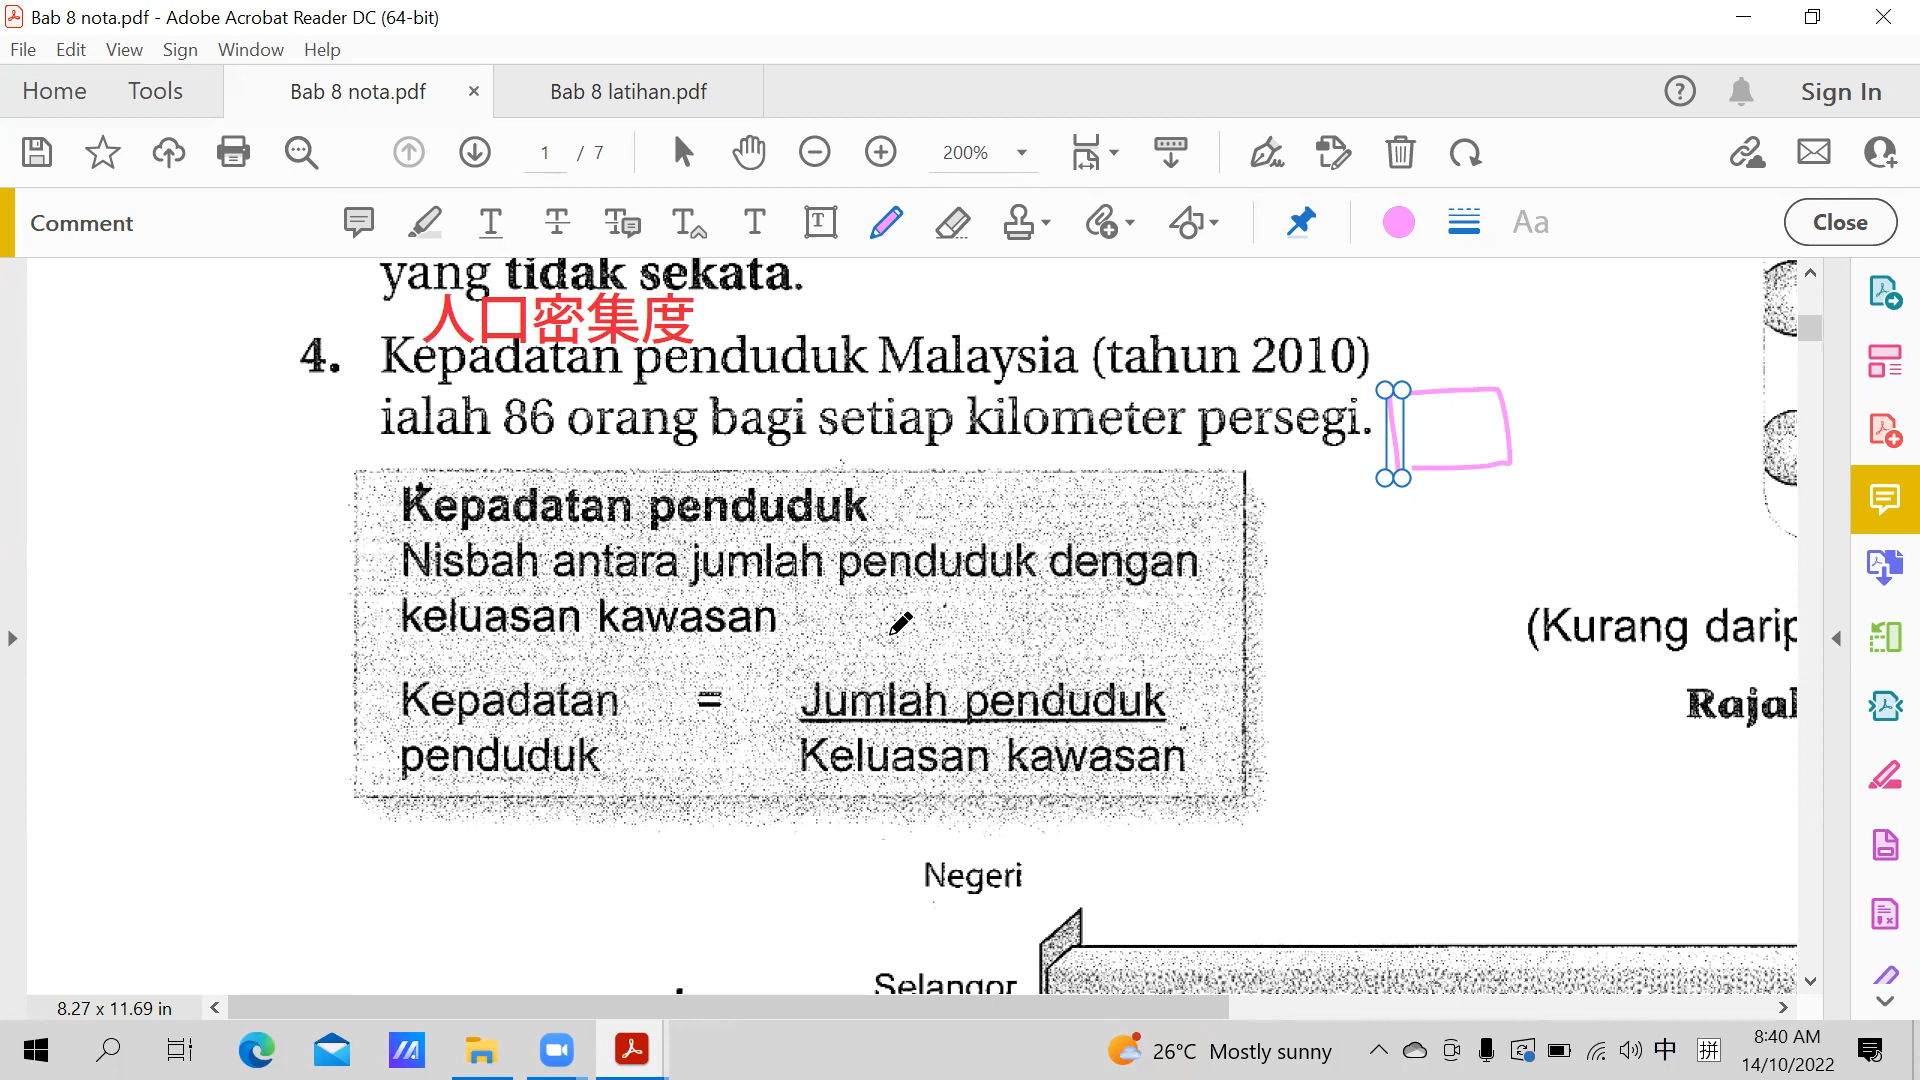 Bab 8 nota.pdf - Adobe Acrobat Reader DC (64-bit)
File Edit View Sign Window Help
Home Tools Bab 8 nota.pdf × Bab 8 latihan.pdf Sign In
1 / 7 200%
Comment Aa Close
yang tidak sekata.
人口密集度
4. Kepadatan penduduk Malaysia (tahun 2010)
ialah 86 orang bagi setiap kilometer persegi.
Kepadatan penduduk
Nisbah antara jumlah penduduk dengan
keluasan kawasan
(Kurang darip
Kepadatan = Jumlah penduduk
Rajal
penduduk Keluasan kawasan
Negeri
Selangor
8.27 x 11.69 in
26°C Mostly sunny 中 拼 8:40 AM
14/10/2022